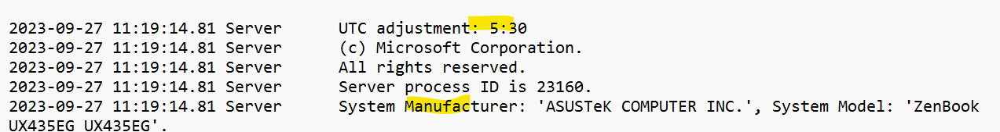 2023-09-27 11:19:14.81 Server      UTC adjustment: 5:30
2023-09-27 11:19:14.81 Server      (c) Microsoft Corporation.
2023-09-27 11:19:14.81 Server      All rights reserved.
2023-09-27 11:19:14.81 Server      Server process ID is 23160.
2023-09-27 11:19:14.81 Server      System Manufacturer: 'ASUSTeK COMPUTER INC.', System Model: 'ZenBook
UX435EG_UX435EG'.